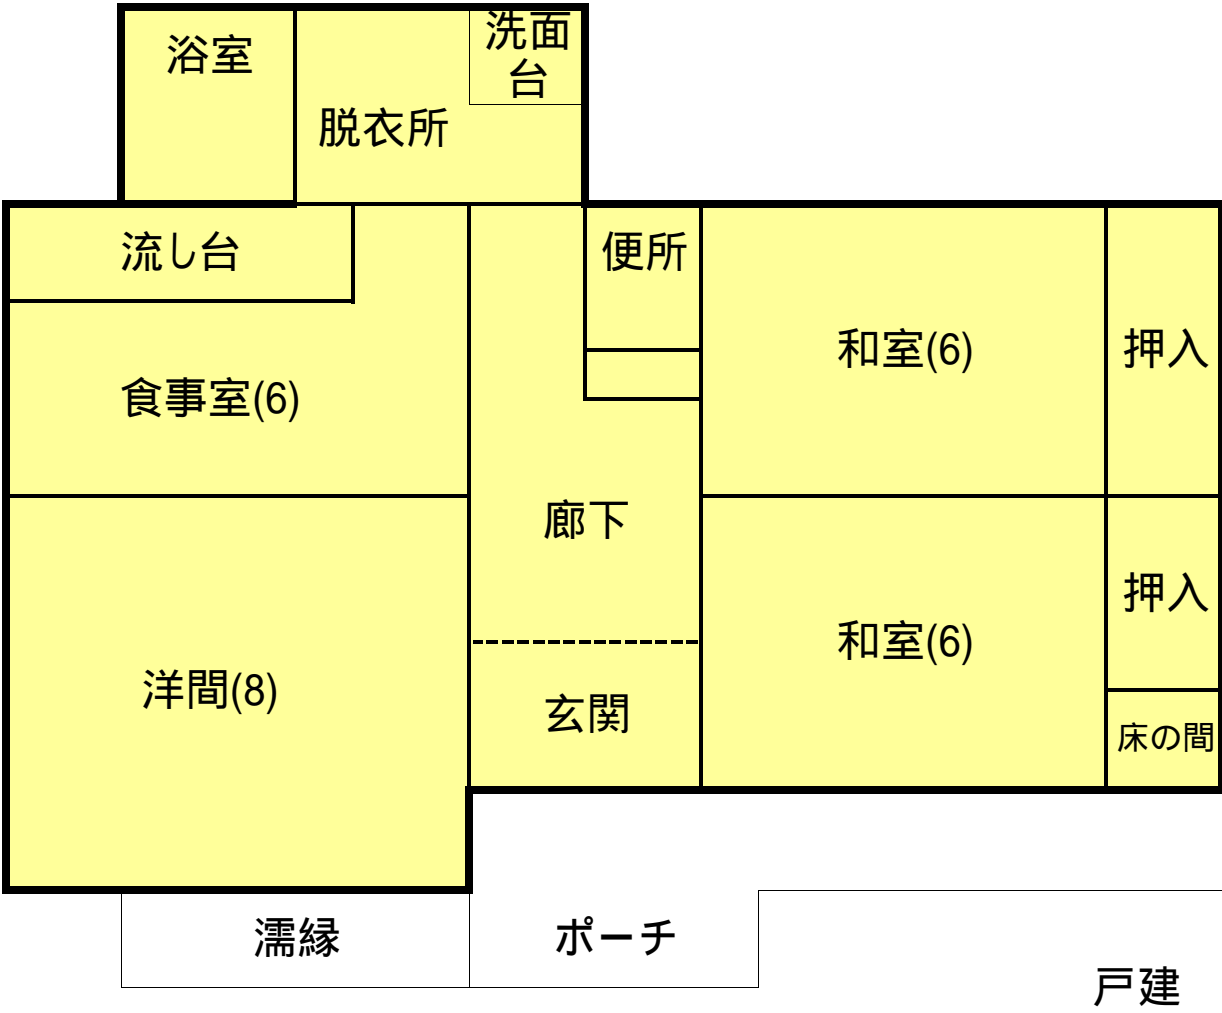 浴室
洗面
台
脱衣所
流し台
便所
和室(6)
押入
食事室(6)
廊下
押入
和室(6)
洋間(8)
玄関
床の間
濡縁
ポーチ
戸建